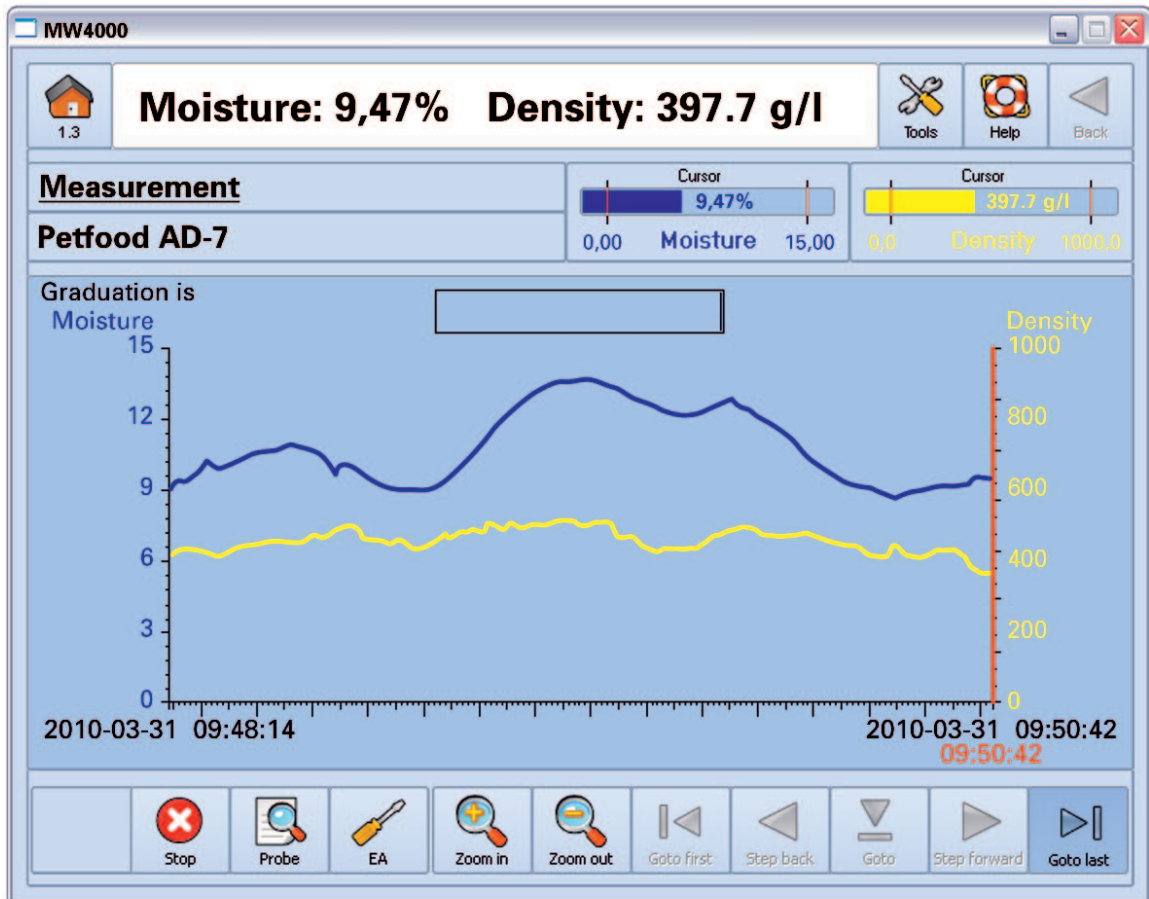 MW4000
1.3
Moisture: 9,47% Density: 397.7 g/l
Tools
Help
Back
Measurement
Petfood AD-7
Cursor
9,47%
0,00 Moisture 15,00
Cursor
397.7 g/l
0,0 Density 1000,0
Graduation is
Moisture
15
12
9
6
3
0
Density
1000
800
600
400
200
0
2010-03-31 09:48:14
2010-03-31 09:50:42
09:50:42
Stop
Probe
EA
Zoom in
Zoom out
Goto first
Step back
Goto
Step forward
Goto last